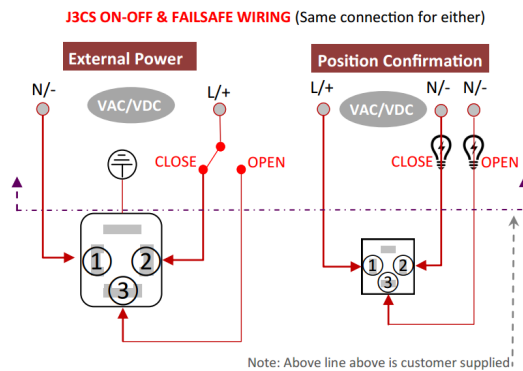 J3CS ON-OFF & FAILSAFE WIRING (Same connection for either)
External Power
Position Confirmation
N/-
VAC/VDC
L/+
L/+
VAC/VDC
N/-
N/-
CLOSE
OPEN
CLOSE
OPEN
1
2
3
1
2
3
Note: Above line above is customer supplied